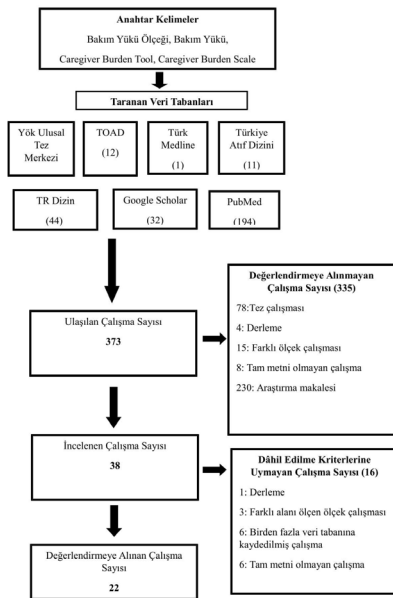 Anahtar Kelimeler
Bakım Yükü Ölçeği, Bakım Yükü,
Caregiver Burden Tool, Caregiver Burden Scale
Taranan Veri Tabanları
Yök Ulusal
Tez
Merkezi
TOAD
(12)
Türk
Medline
(1)
Türkiye
Atıf Dizini
(11)
TR Dizin
(44)
Google Scholar
(32)
PubMed
(194)
Ulaşılan Çalışma Sayısı
373
Değerlendirmeye Alınmayan
Çalışma Sayısı (335)
78:Tez çalışması
4: Derleme
15: Farklı ölçek çalışması
8: Tam metni olmayan çalışma
230: Araştırma makalesi
İncelenen Çalışma Sayısı
38
Dâhil Edilme Kriterlerine
Uymayan Çalışma Sayısı (16)
1: Derleme
3: Farklı alanı ölçen ölçek çalışması
6: Birden fazla veri tabanına
kaydedilmiş çalışma
6: Tam metni olmayan çalışma
Değerlendirmeye Alınan Çalışma
Sayısı
22